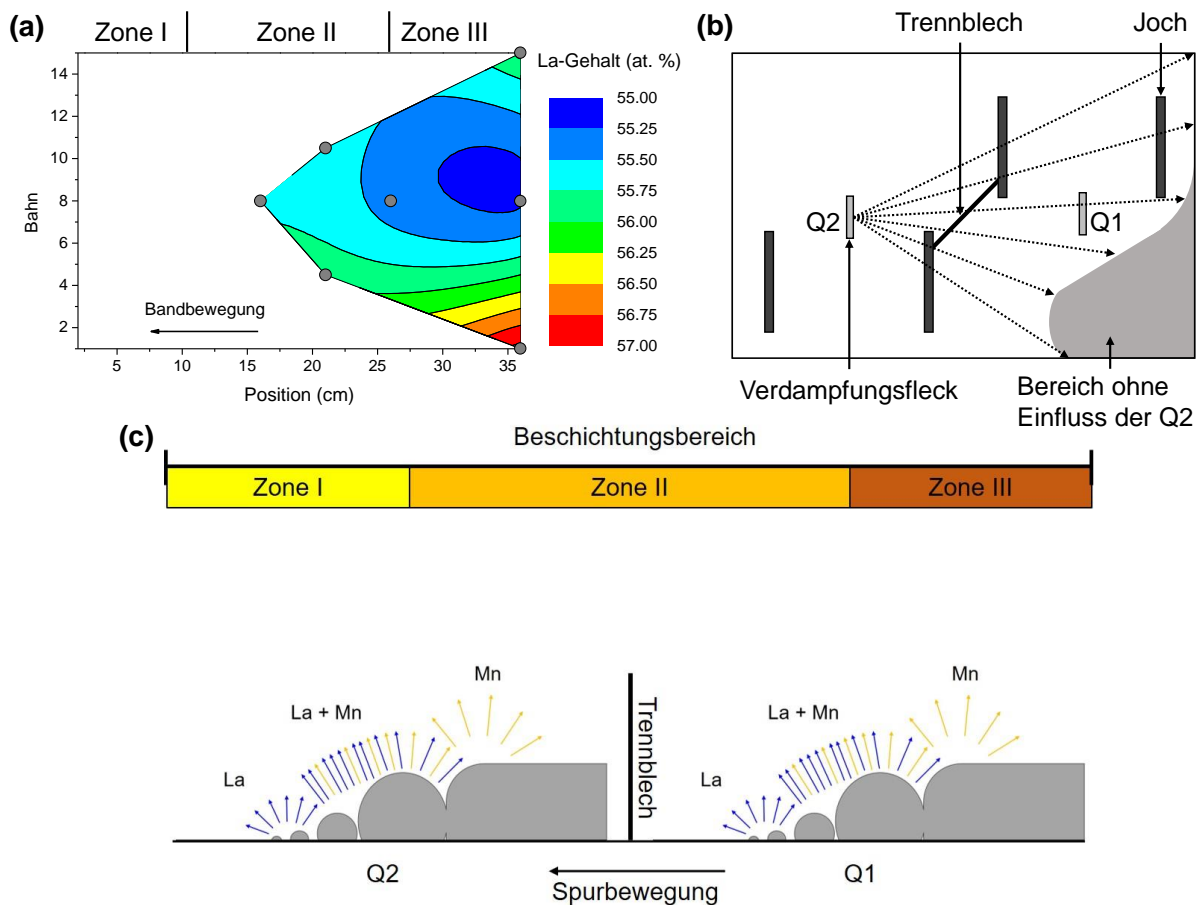 (a)
Zone I
Zone II
Zone III
La-Gehalt (at. %)
14
12
10
8
6
4
2
Bahn
Bandbewegung
5
10
15
20
25
30
35
Position (cm)
55.00
55.25
55.50
55.75
56.00
56.25
56.50
56.75
57.00
(b)
Trennblech
Joch
Q2
Q1
Verdampfungsfleck
Bereich ohne
Einfluss der Q2
(c)
Beschichtungsbereich
Zone I
Zone II
Zone III
La
La + Mn
Mn
Trennblech
La
La + Mn
Mn
Q2
Spurbewegung
Q1